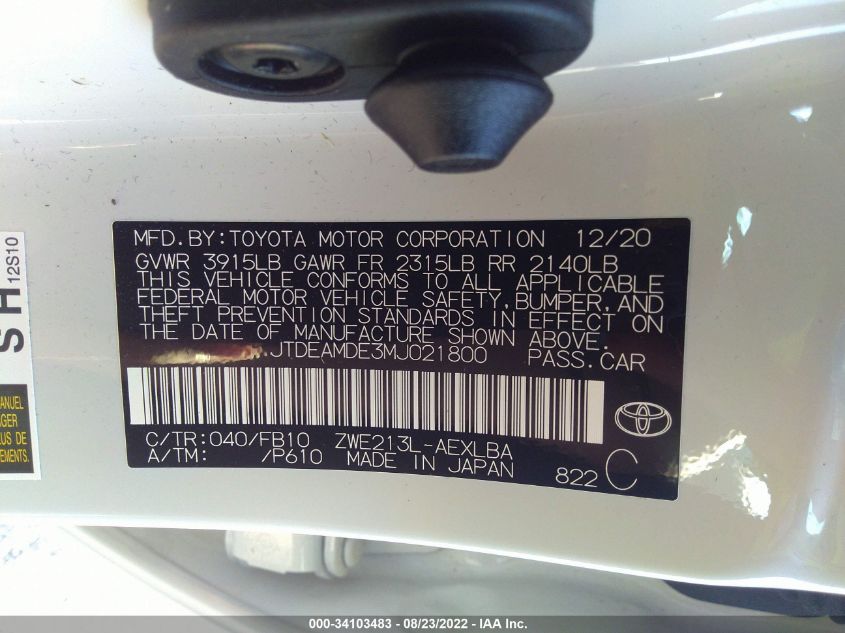 MFD.BY:TOYOTA MOTOR CORPORATION 12/20
GVWR 3915LB GAWR FR 2315LB RR 2140LB
THIS VEHICLE CONFORMS TO ALL APPLICABLE
FEDERAL MOTOR VEHICLE SAFETY, BUMPER, AND
THEFT PREVENTION STANDARDS IN EFFECT ON
THE DATE OF MANUFACTURE SHOWN ABOVE.
JTDEAMDE3MJ021800 PASS.CAR
C/TR:040/FB10 ZWE213L-AEXLBA
A/TM: /P610 MADE IN JAPAN
822 C
S H
12S10
MANUEL
PLUS DE
000-34103483 - 08/23/2022 - IAA Inc.